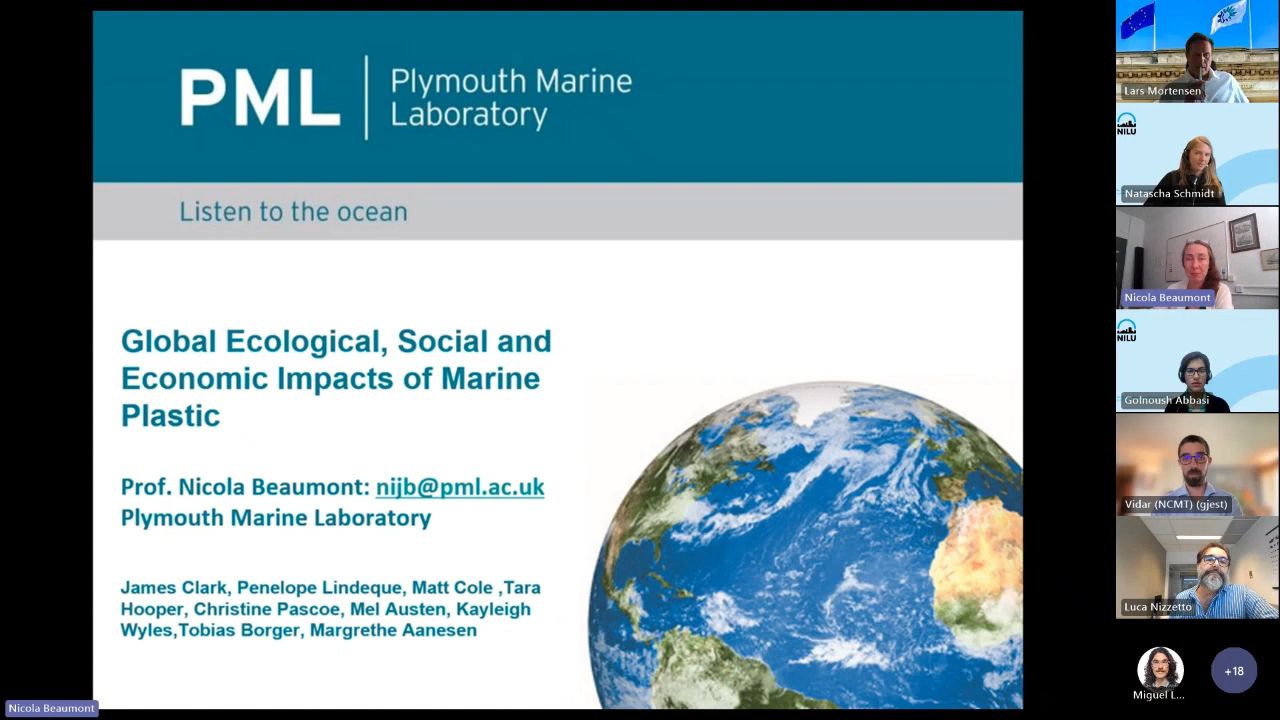 PML
Plymouth Marine
Laboratory
Listen to the ocean
Global Ecological, Social and
Economic Impacts of Marine
Plastic
Prof. Nicola Beaumont: nijb@pml.ac.uk
Plymouth Marine Laboratory
James Clark, Penelope Lindeque, Matt Cole ,Tara
Hooper, Christine Pascoe, Mel Austen, Kayleigh
Wyles,Tobias Borger, Margrethe Aanesen
Nicola Beaumont
Lars Mortensen
NILU
Natascha Schmidt
Nicola Beaumont
NILU
Golnoush Abbasi
Vidar (NCMT) (gjest)
Luca Nizzetto
Miguel L...
+18